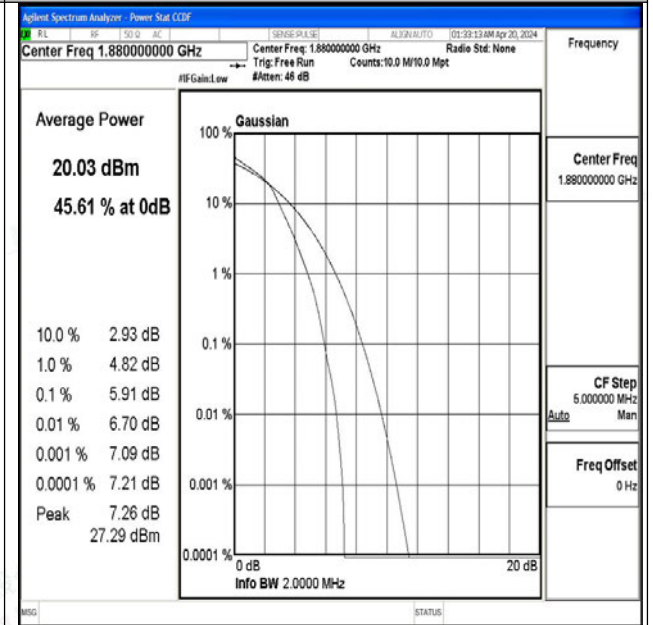 Agilent Spectrum Analyzer - Power Stat CCDF
RL RF 50 Ω AC SENSE:PULSE ALIGN AUTO 01:33:13 AM Apr 20, 2024
Center Freq 1.880000000 GHz
Center Freq: 1.880000000 GHz Radio Std: None
Trig: Free Run Counts:10.0 M/10.0 Mpt
#IFGain:Low #Atten: 46 dB
Frequency
Average Power
20.03 dBm
45.61 % at 0dB
10.0 % 2.93 dB
1.0 % 4.82 dB
0.1 % 5.91 dB
0.01 % 6.70 dB
0.001 % 7.09 dB
0.0001 % 7.21 dB
Peak 7.26 dB
27.29 dBm
Gaussian
100 %
10 %
1 %
0.1 %
0.01 %
0.001 %
0.0001 %
0 dB 20 dB
Info BW 2.0000 MHz
Center Freq
1.880000000 GHz
CF Step
5.000000 MHz
Auto Man
Freq Offset
0 Hz
MSG STATUS